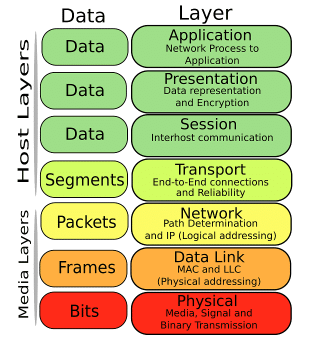 Data Layer
Host Layers
Data Application
Network Process to
Application
Data Presentation
Data representation
and Encryption
Data Session
Interhost communication
Segments Transport
End-to-End connections
and Reliability
Media Layers
Packets Network
Path Determination
and IP (Logical addressing)
Frames Data Link
MAC and LLC
(Physical addressing)
Bits Physical
Media, Signal and
Binary Transmission